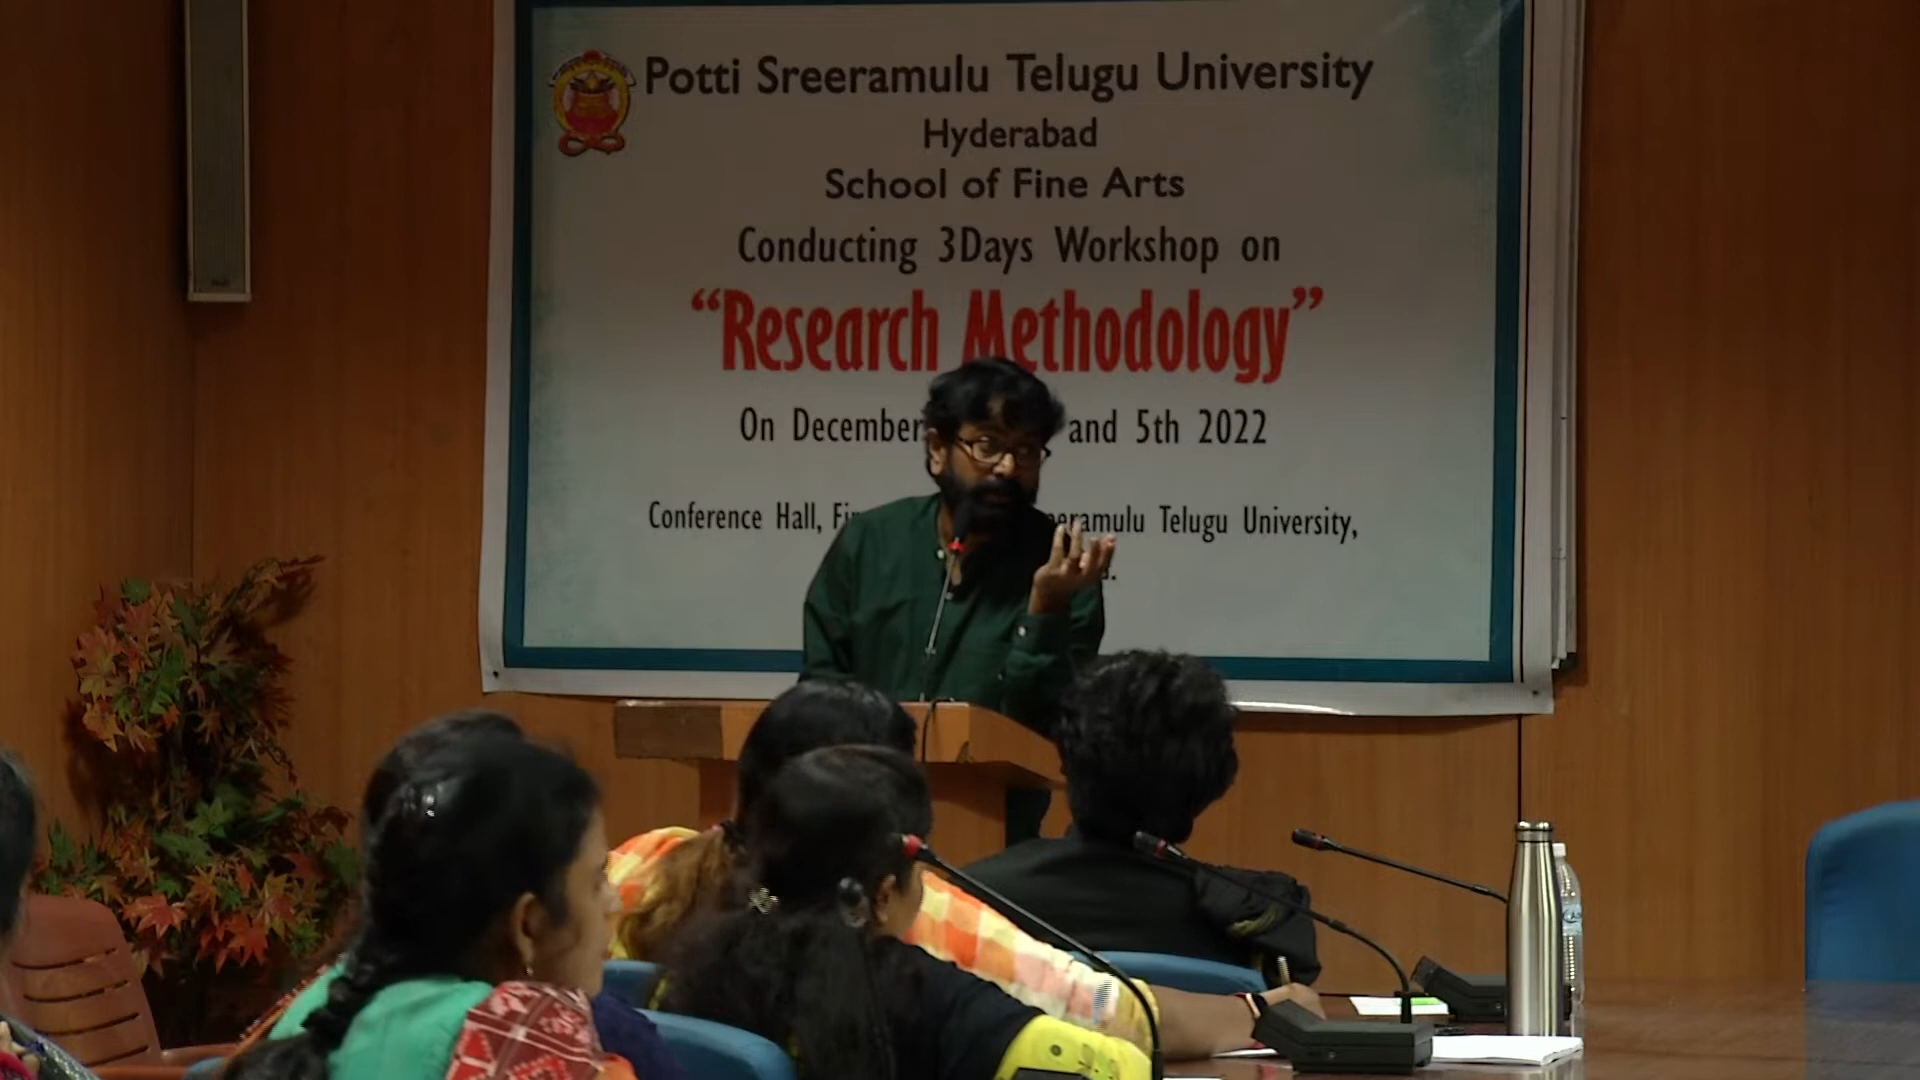 Potti Sreeramulu Telugu University
Hyderabad
School of Fine Arts
Conducting 3Days Workshop on
“Research Methodology”
On December and 5th 2022
Conference Hall, Telugu University,